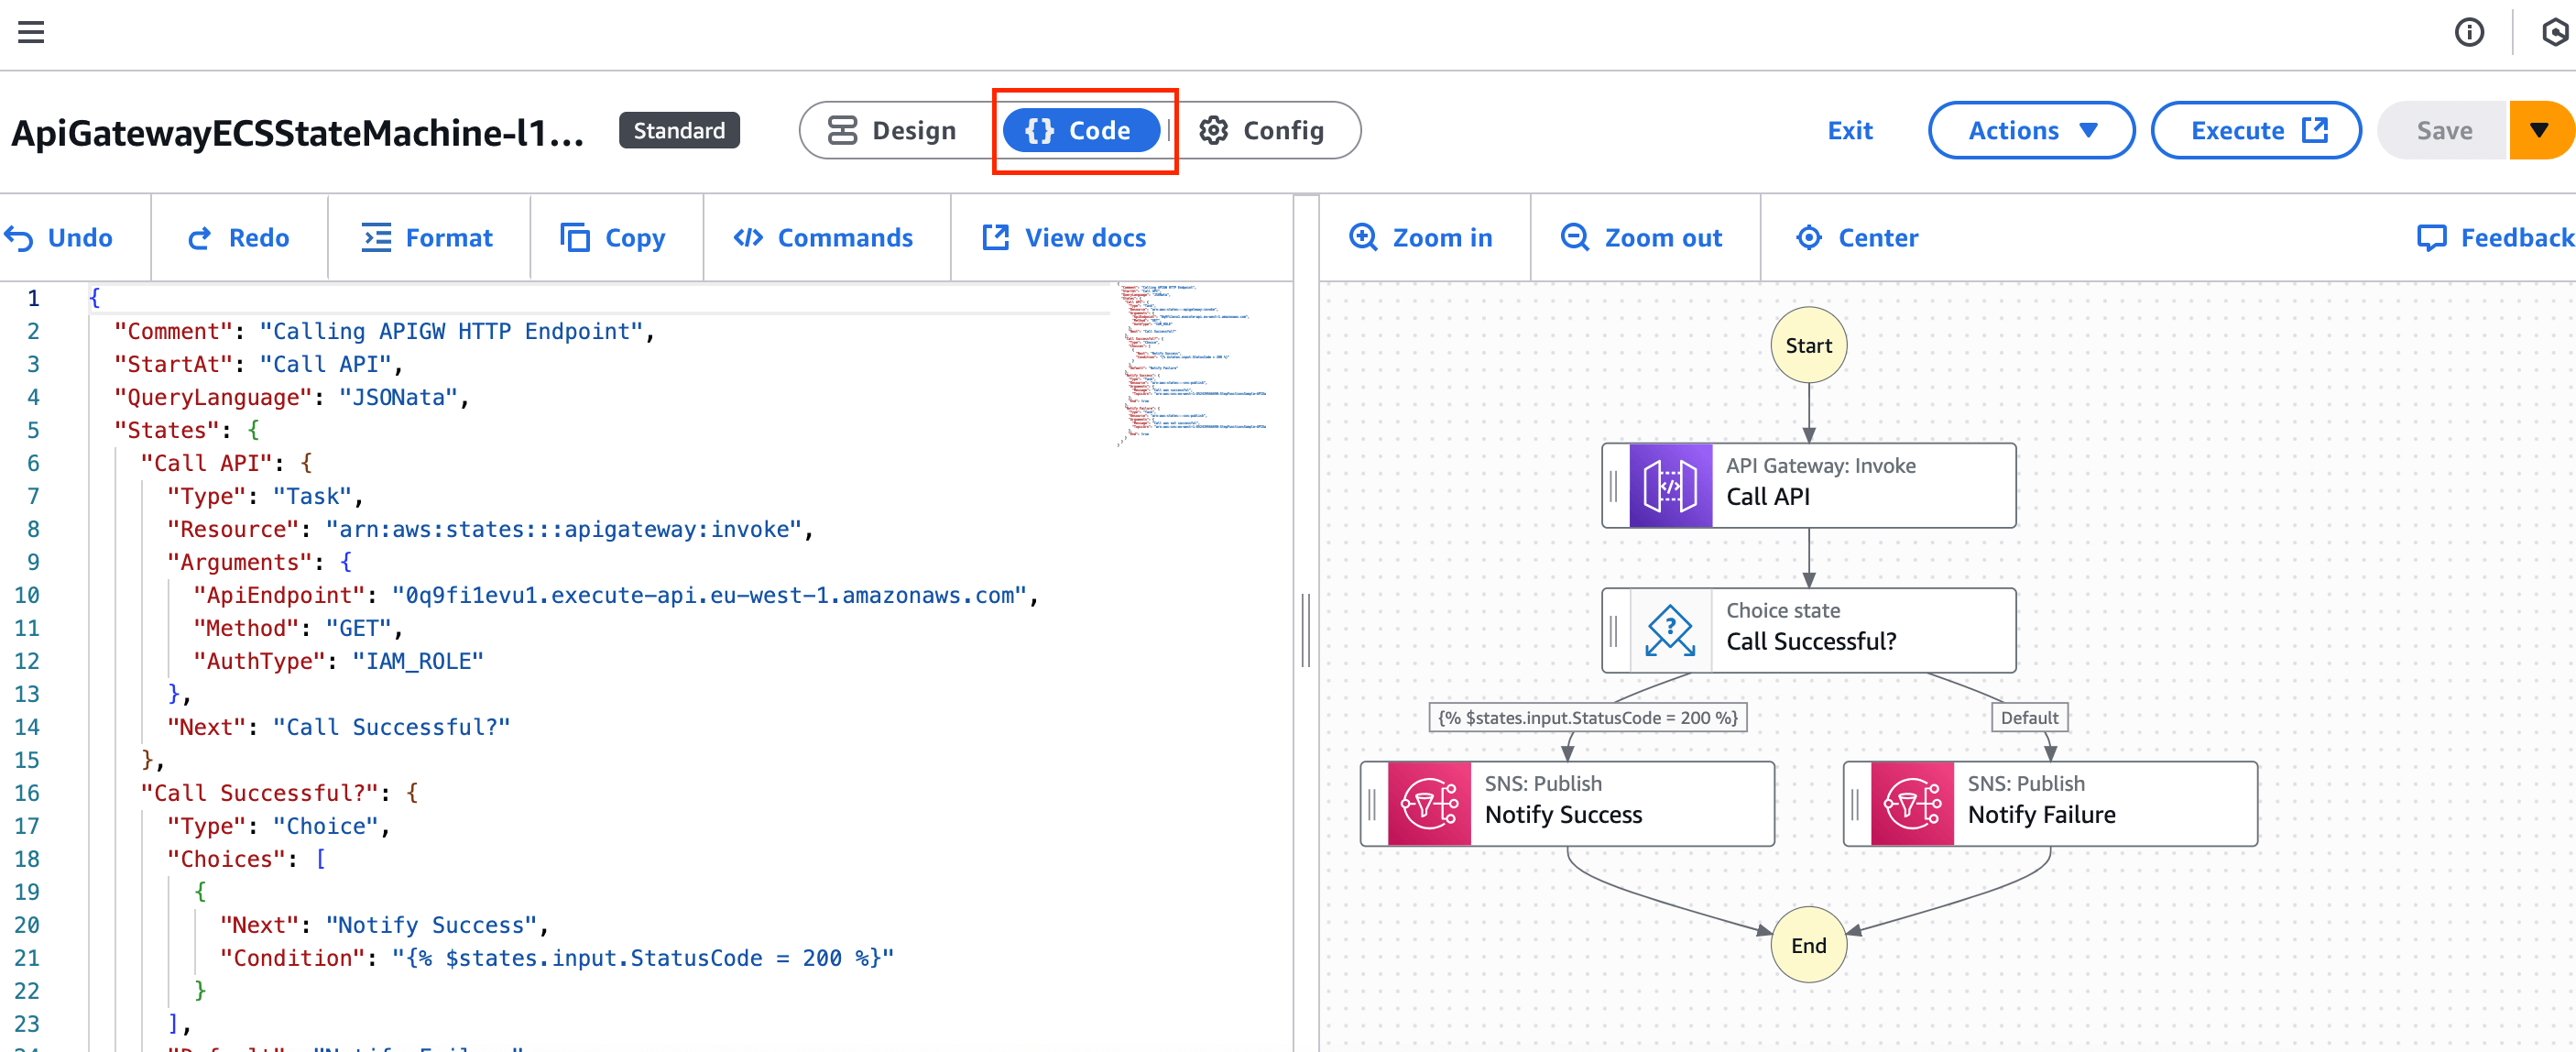 ApiGatewayECSStateMachine-l1...
Standard
Design
{} Code
Config
Exit
Actions
Execute
Save
Undo
Redo
Format
Copy
Commands
View docs
Zoom in
Zoom out
Center
Feedback
1 {
2 "Comment": "Calling APIGW HTTP Endpoint",
3 "StartAt": "Call API",
4 "QueryLanguage": "JSONata",
5 "States": {
6 "Call API": {
7 "Type": "Task",
8 "Resource": "arn:aws:states:::apigateway:invoke",
9 "Arguments": {
10 "ApiEndpoint": "0q9fi1evu1.execute-api.eu-west-1.amazonaws.com",
11 "Method": "GET",
12 "AuthType": "IAM_ROLE"
13 },
14 "Next": "Call Successful?"
15 },
16 "Call Successful?": {
17 "Type": "Choice",
18 "Choices": [
19 {
20 "Next": "Notify Success",
21 "Condition": "{% $states.input.StatusCode = 200 %}"
22 }
23 ],
Start
API Gateway: Invoke
Call API
Choice state
Call Successful?
{% $states.input.StatusCode = 200 %}
Default
SNS: Publish
Notify Success
SNS: Publish
Notify Failure
End